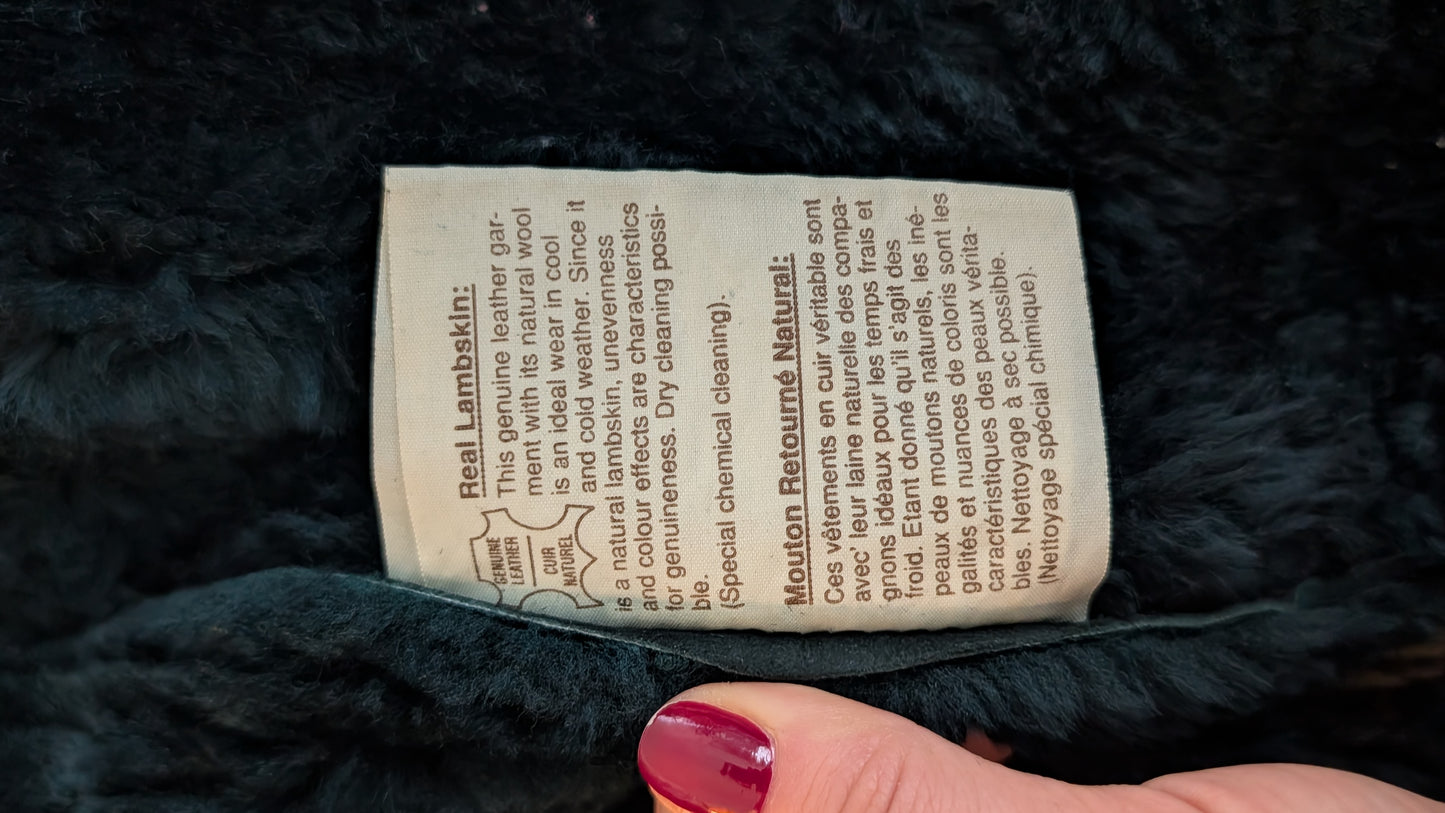 Real Lambskin:
GENUINE
LEATHER
CUIR
NATUREL
This genuine leather gar-
ment with its natural wool
is an ideal wear in cool
and cold weather. Since it
is a natural lambskin, unevenness
and colour effects are characteristics
for genuineness. Dry cleaning possi-
ble.
(Special chemical cleaning).
Mouton Retourné Natural:
Ces vêtements en cuir véritable sont
avec' leur laine naturelle des compa-
gnons idéaux pour les temps frais et
froid. Etant donné qu'il s'agit des
peaux de moutons naturels, les iné-
galités et nuances de coloris sont les
caractéristiques des peaux vérita-
bles. Nettoyage à sec possible.
(Nettoyage spécial chimique).